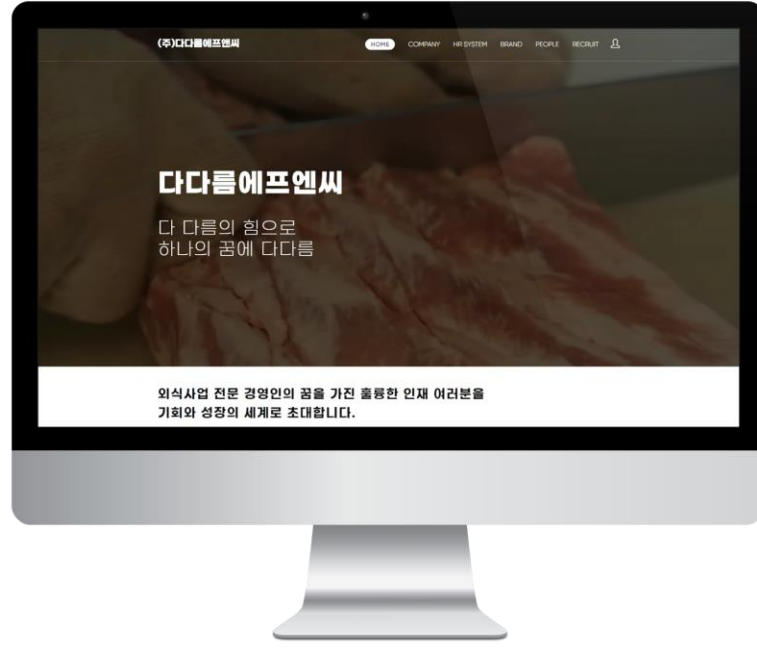 (주)다다름에프엔씨
HOME COMPANY HR SYSTEM BRAND PEOPLE RECRUIT
다다름에프엔씨
다 다름의 힘으로
하나의 꿈에 다다름
외식사업 전문 경영인의 꿈을 가진 훌륭한 인재 여러분을
기회와 성장의 세계로 초대합니다.